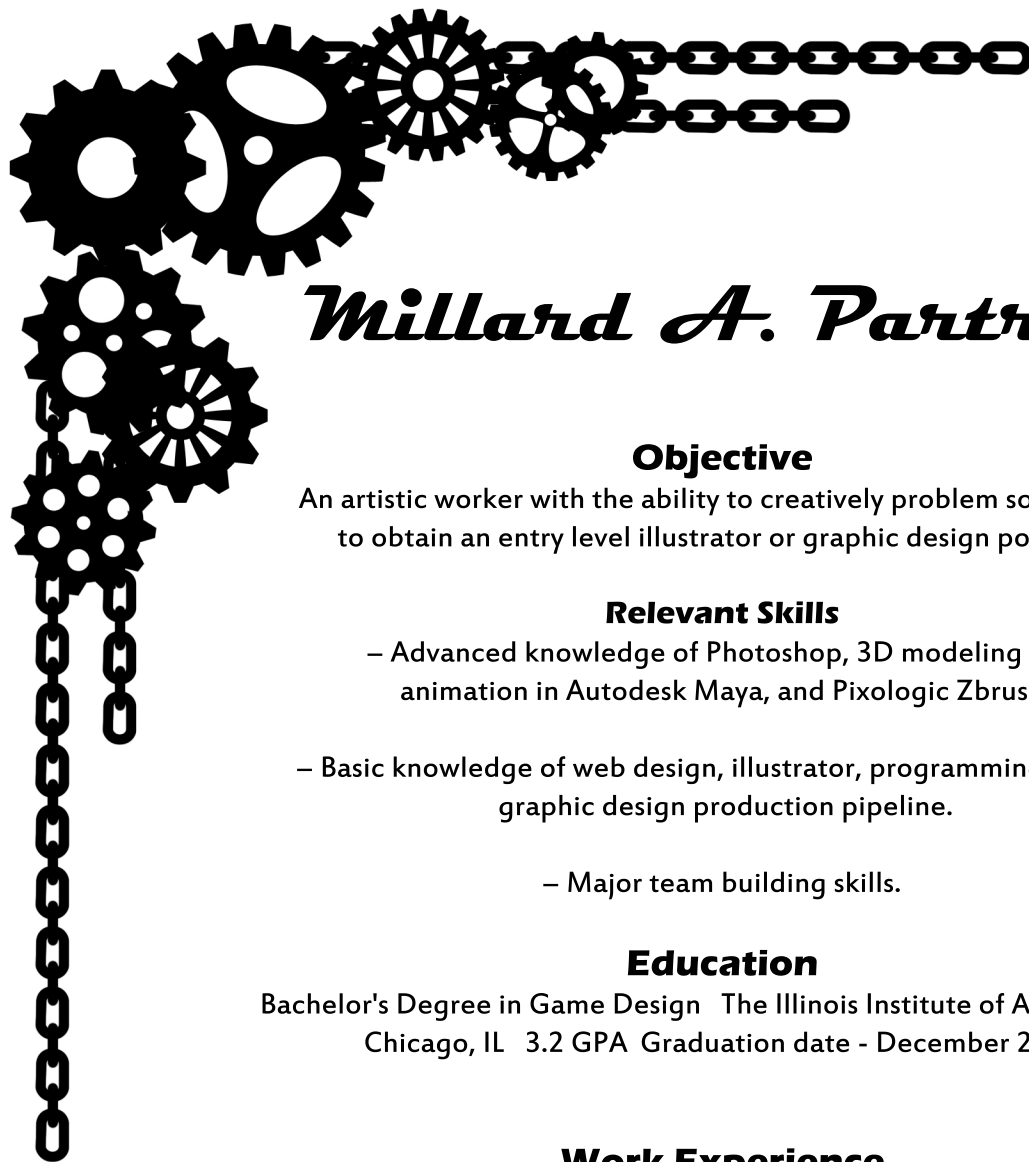 Millard A. Partr
Objective
An artistic worker with the ability to creatively problem so
to obtain an entry level illustrator or graphic design po
Relevant Skills
– Advanced knowledge of Photoshop, 3D modeling
animation in Autodesk Maya, and Pixologic Zbrus
– Basic knowledge of web design, illustrator, programmin
graphic design production pipeline.
– Major team building skills.
Education
Bachelor's Degree in Game Design The Illinois Institute of A
Chicago, IL 3.2 GPA Graduation date - December 2
Work Experience